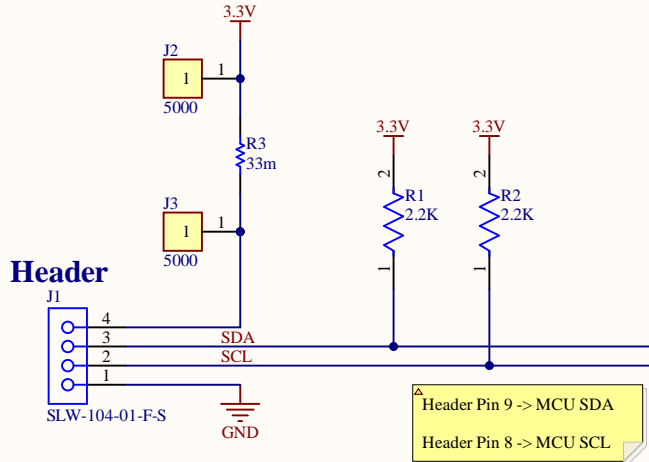 3.3V
J2
1
1
5000
R3
33m
3.3V
3.3V
2
2
R1
2.2K
R2
2.2K
J3
1
1
5000
1
1
Header
J1
4
3
SDA
2
SCL
1
SLW-104-01-F-S
GND
Header Pin 9 -> MCU SDA
Header Pin 8 -> MCU SCL